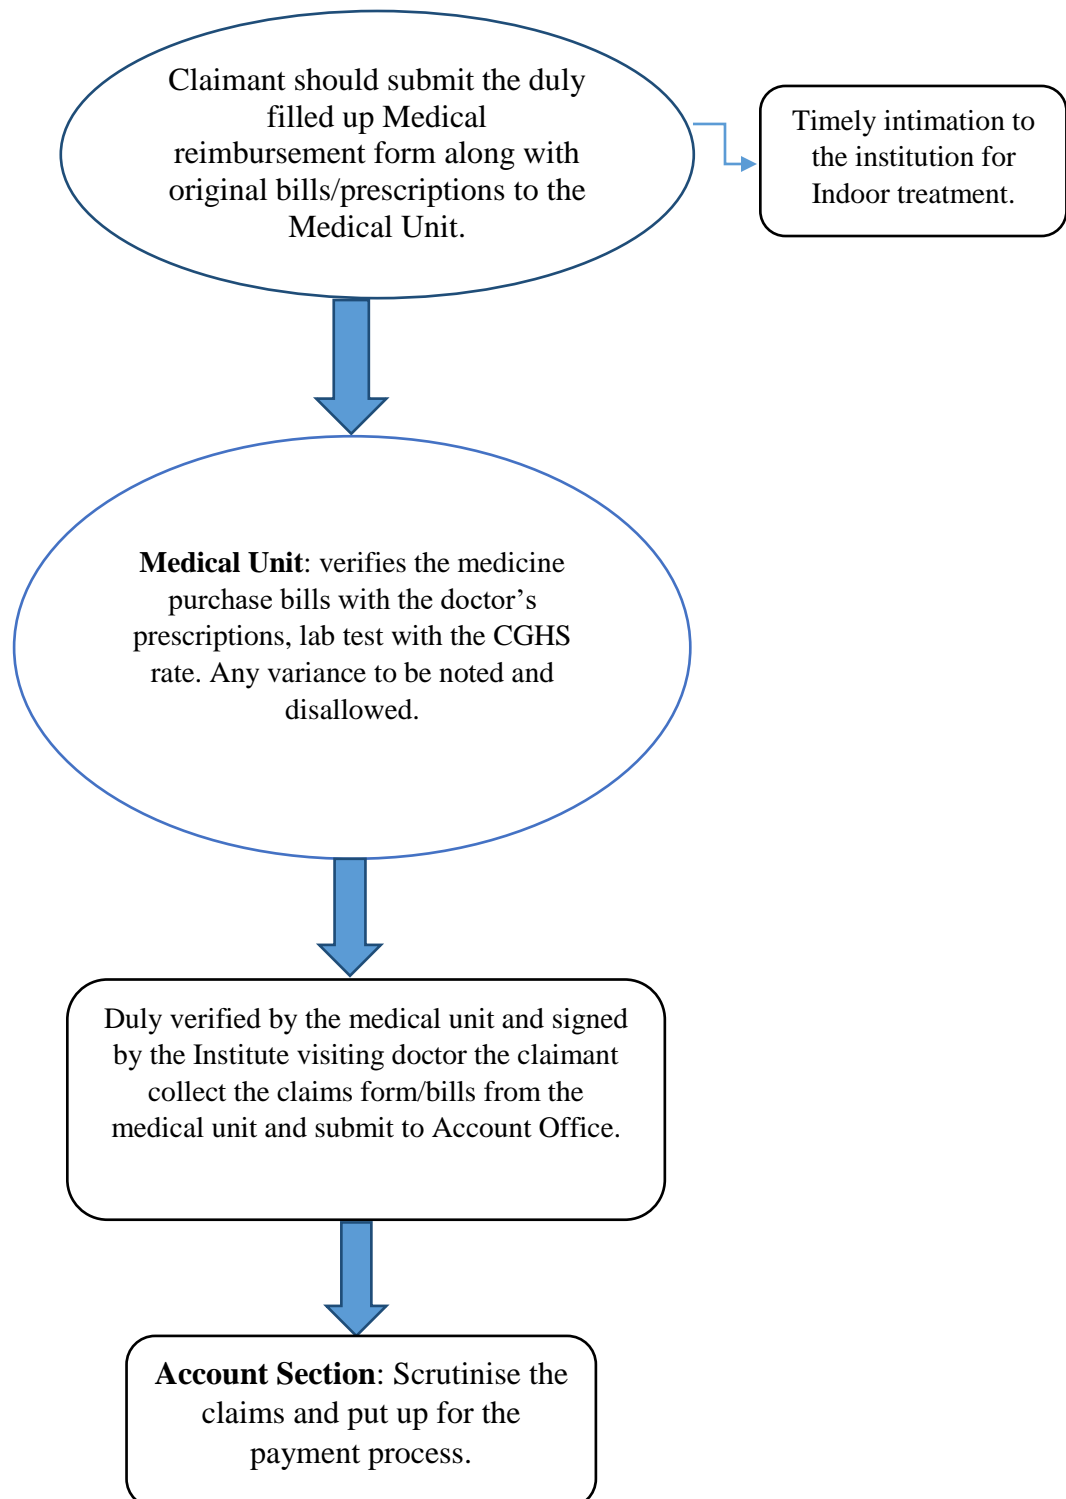 Claimant should submit the duly
filled up Medical
reimbursement form along with
original bills/prescriptions to the
Medical Unit.
Timely intimation to
the institution for
Indoor treatment.
Medical Unit: verifies the medicine
purchase bills with the doctor’s
prescriptions, lab test with the CGHS
rate. Any variance to be noted and
disallowed.
Duly verified by the medical unit and signed
by the Institute visiting doctor the claimant
collect the claims form/bills from the
medical unit and submit to Account Office.
Account Section: Scrutinise the
claims and put up for the
payment process.